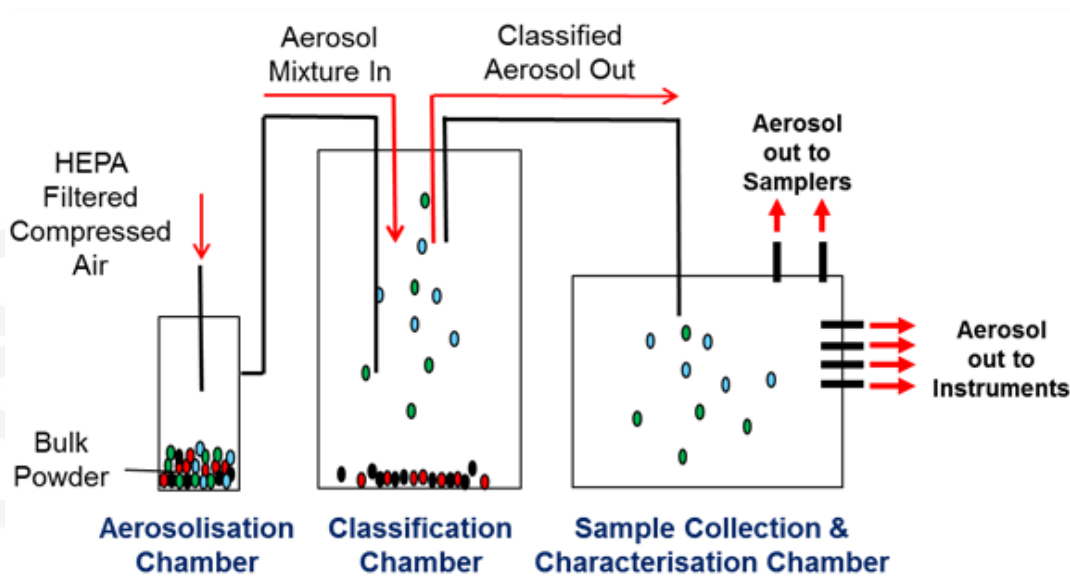 Aerosol
Mixture In
Classified
Aerosol Out
HEPA
Filtered
Compressed
Air
Aerosol
out to
Samplers
Aerosol
out to
Instruments
Bulk
Powder
Aerosolisation
Chamber
Classification
Chamber
Sample Collection &
Characterisation Chamber